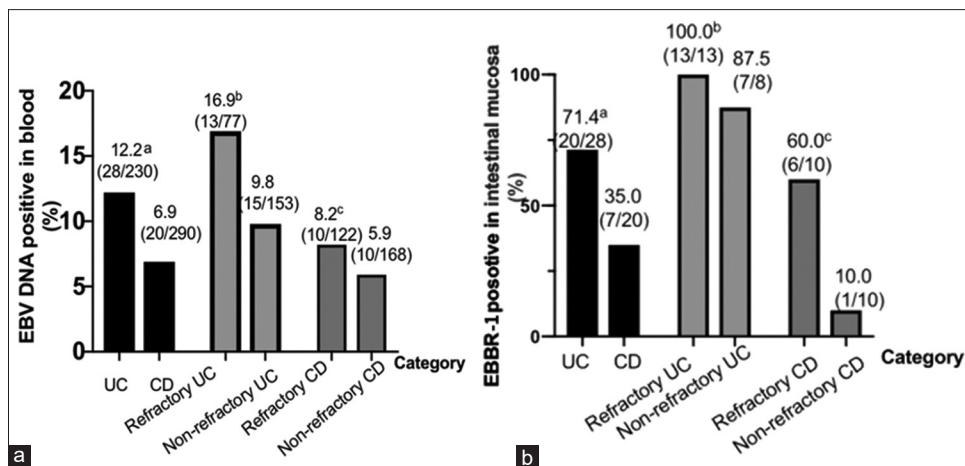 EBV DNA positive in blood
(%)
20
15
10
5
0
12.2a
(28/230)
6.9
(20/290)
16.9b
(13/77)
9.8
(15/153)
8.2c
(10/122)
5.9
(10/168)
UC
CD
Refractory UC
Non-refractory UC
Refractory CD
Non-refractory CD
Category
a
EBBR-1posotive in intestinal mucosa
(%)
100
50
0
71.4a
(20/28)
35.0
(7/20)
100.0b
(13/13)
87.5
(7/8)
60.0c
(6/10)
10.0
(1/10)
UC
CD
Refractory UC
Non-refractory UC
Refractory CD
Non-refractory CD
Category
b